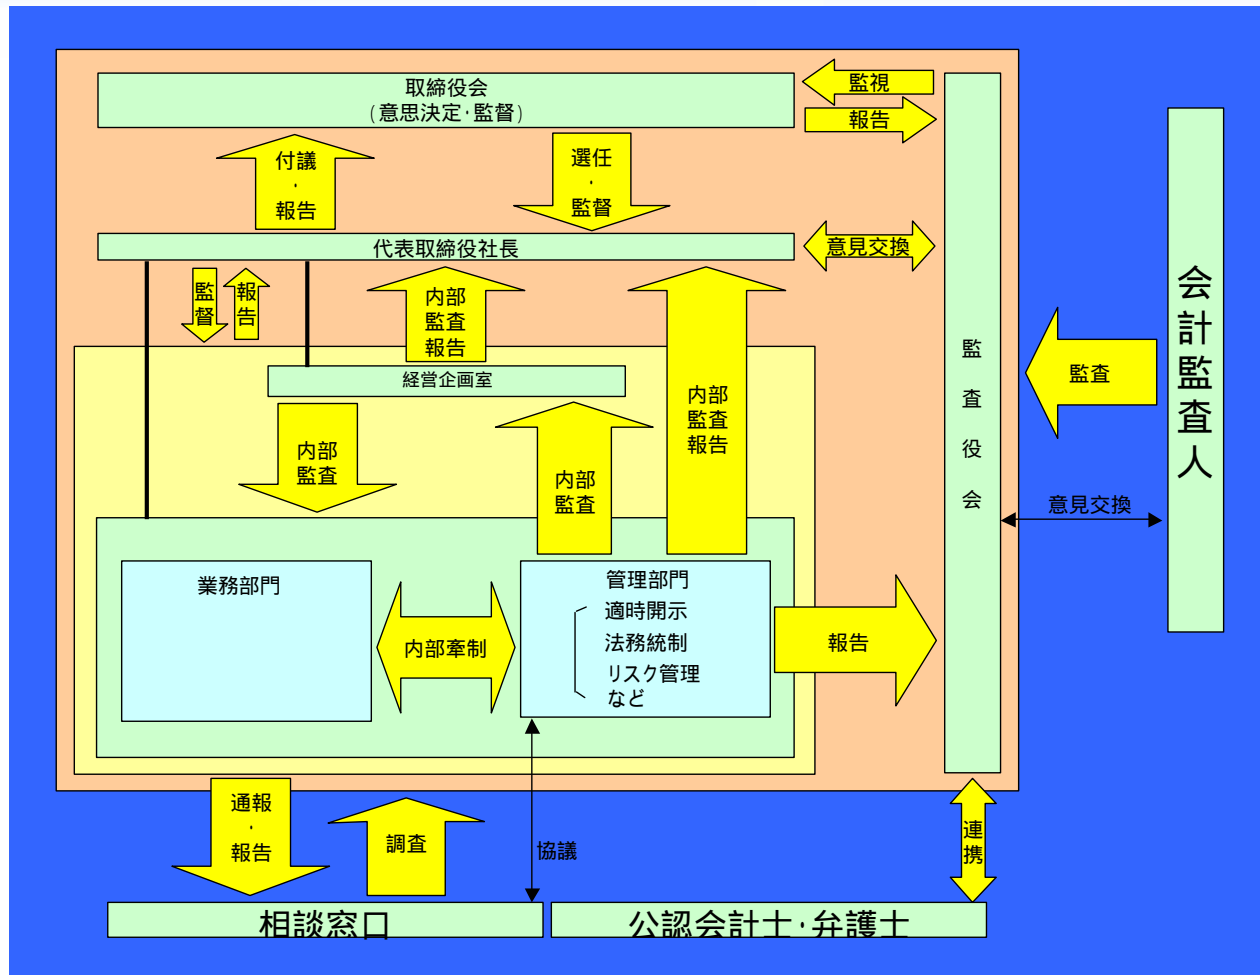 取締役会
(意思決定・監督)
監視
報告
付議
・
報告
選任
・
監督
代表取締役社長
意見交換
監督
報告
内部
監査
報告
経営企画室
内部
監査
報告
内部
監査
内部
監査
監査役会
監査
会計監査人
意見交換
業務部門
内部牽制
管理部門
適時開示
法務統制
リスク管理
など
報告
通報
・
報告
調査
協議
連携
相談窓口
公認会計士・弁護士